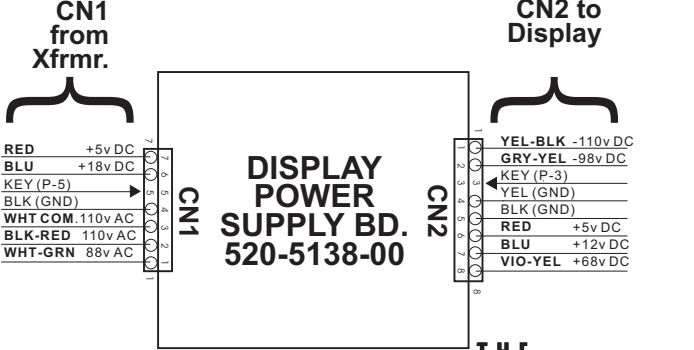 CN1
from
Xfrmr.
CN2 to
Display
7
RED +5v DC
BLU +18v DC
KEY (P-5)
BLK (GND)
WHT COM. 110v AC
BLK-RED 110v AC
WHT-GRN 88v AC
7
6
5
4
3
2
1
1
CN1
DISPLAY
POWER
SUPPLY BD.
520-5138-00
CN2
1
1
2
3
4
5
6
7
8
8
YEL-BLK -110v DC
GRY-YEL -98v DC
KEY (P-3)
YEL (GND)
BLK (GND)
RED +5v DC
BLU +12v DC
VIO-YEL +68v DC